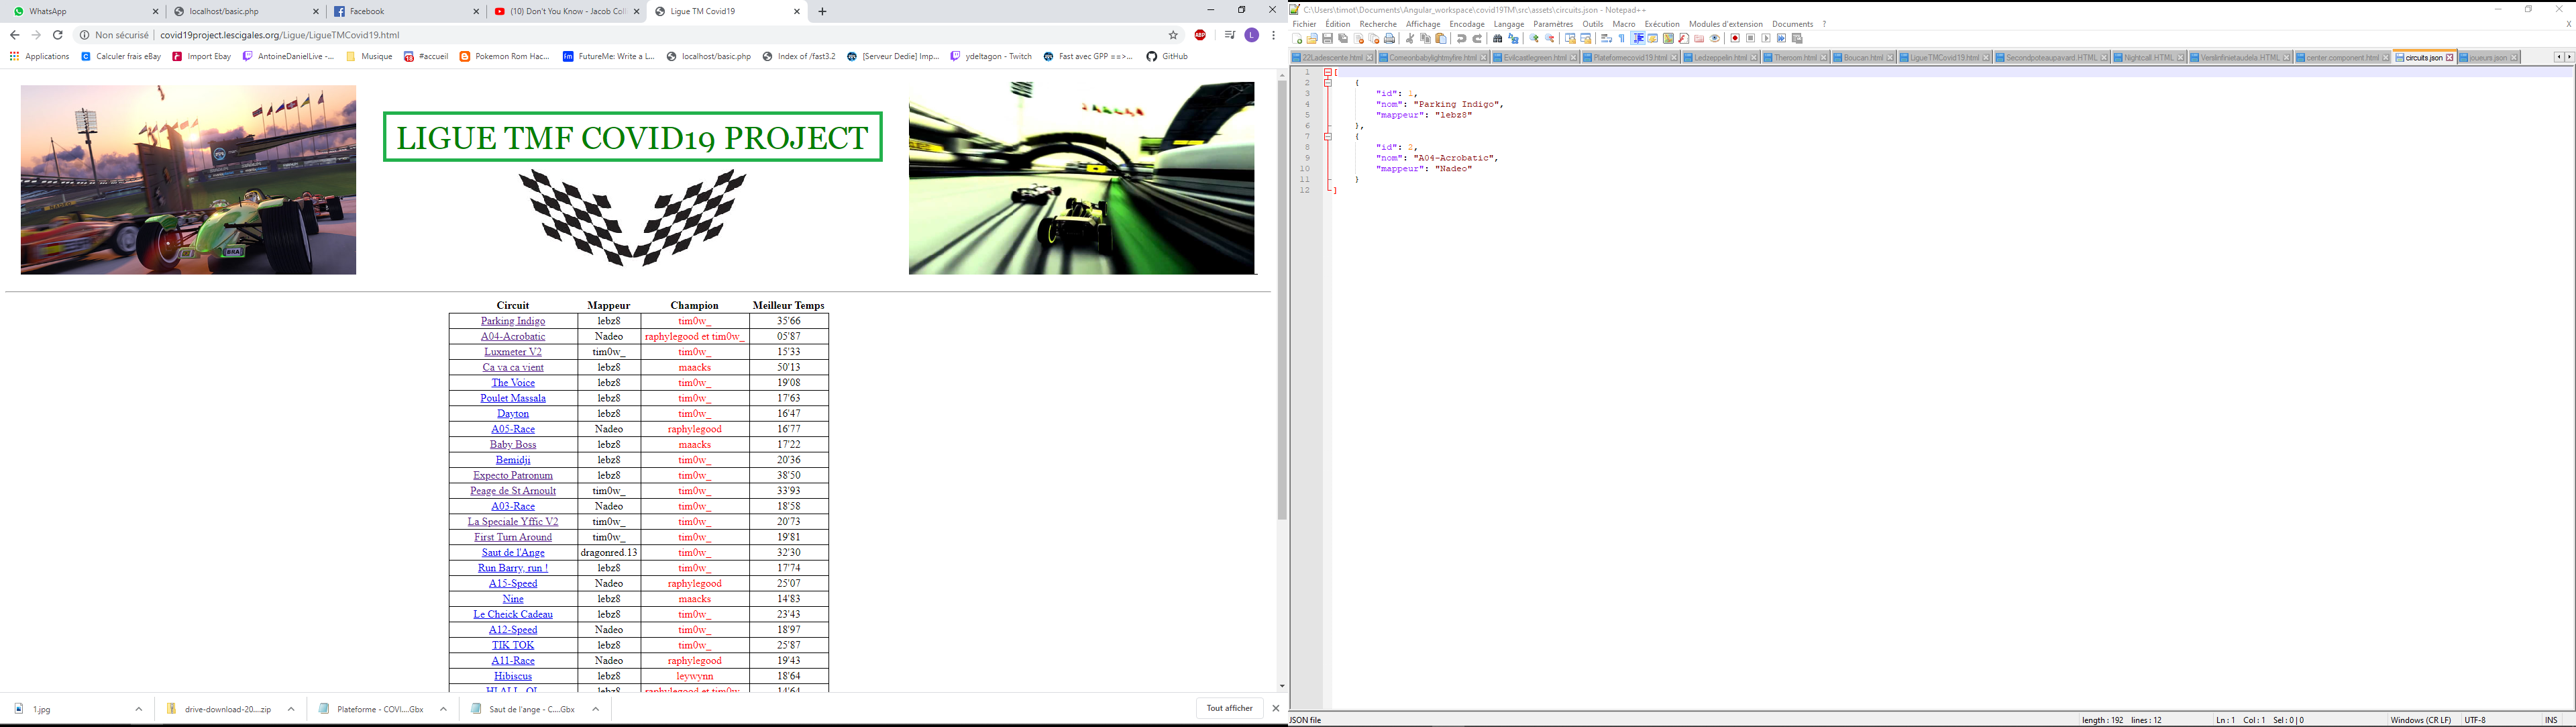 WhatsApp
localhost/basic.php
Facebook
(10) Don't You Know - Jacob Coll
Ligue TM Covid19
Non sécurisé | covid19project.lescigales.org/Ligue/LigueTMCovid19.html
Applications
Calculer frais eBay
Import Ebay
AntoineDanielLive -...
Musique
#accueil
Pokemon Rom Hac...
FutureMe: Write a L...
localhost/basic.php
Index of /fast3.2
[Serveur Dedie] Imp...
ydeltagon - Twitch
Fast avec GPP ==>...
GitHub
LIGUE TMF COVID19 PROJECT
Circuit Mappeur Champion Meilleur Temps
Parking Indigo lebz8 tim0w_ 35'66
A04-Acrobatic Nadeo raphylegood et tim0w_ 05'87
Luxmeter V2 tim0w_ tim0w_ 15'33
Ca va ca vient lebz8 maacks 50'13
The Voice lebz8 tim0w_ 19'08
Poulet Massala lebz8 tim0w_ 17'63
Dayton lebz8 tim0w_ 16'47
A05-Race Nadeo raphylegood 16'77
Baby Boss lebz8 maacks 17'22
Bemidji lebz8 tim0w_ 20'36
Expecto Patronum lebz8 tim0w_ 38'50
Peage de St Arnoult tim0w_ tim0w_ 33'93
A03-Race Nadeo tim0w_ 18'58
La Speciale Yffic V2 tim0w_ tim0w_ 20'73
First Turn Around tim0w_ tim0w_ 19'81
Saut de l'Ange dragonred.13 tim0w_ 32'30
Run Barry, run ! lebz8 tim0w_ 17'74
A15-Speed Nadeo raphylegood 25'07
Nine lebz8 maacks 14'83
Le Cheick Cadeau lebz8 tim0w_ 23'43
A12-Speed Nadeo tim0w_ 18'97
TIK TOK lebz8 tim0w_ 25'87
A11-Race Nadeo raphylegood 19'43
Hibiscus lebz8 leywynn 18'64
lebz8 raphylegood et tim0w_ 14'64
1.jpg
drive-download-20....zip
Plateforme - COVI....Gbx
Saut de l'ange - C....Gbx
Tout afficher
C:\Users\timot\Documents\Angular_workspace\covid19TM\src\assets\circuits.json - Notepad++
Fichier Édition Recherche Affichage Encodage Langage Paramètres Outils Macro Exécution Modules d'extension Documents ? X
22Ladescente.html Comeonbabylightmyfire.html Evilcastlegreen.html Plateformecovid19.html Ledzeppelin.html Theroom.html Boucan.html LigueTMCovid19.html Secondpoteaupavard.HTML Nightcall.HTML Verslinfinietaudela.HTML center.component.html circuits.json joueurs.json
1 [
2 {
3 "id": 1,
4 "nom": "Parking Indigo",
5 "mappeur": "lebz8"
6 },
7 {
8 "id": 2,
9 "nom": "A04-Acrobatic",
10 "mappeur": "Nadeo"
11 }
12 ]
JSON file
length : 192 lines : 12
Ln : 1 Col : 1 Sel : 0 | 0
Windows (CR LF)
UTF-8
INS